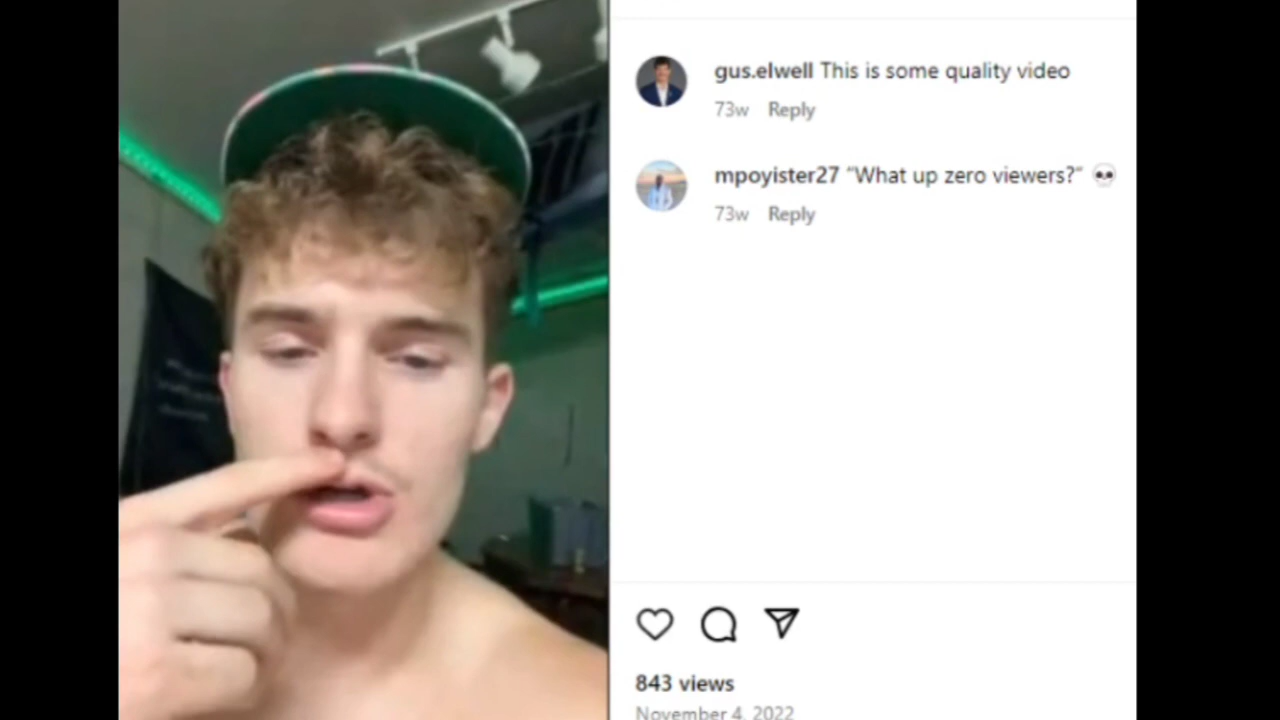 gus.elwell This is some quality video
73w Reply
mpoyister27 “What up zero viewers?” 💀
73w Reply
843 views
November 4, 2022